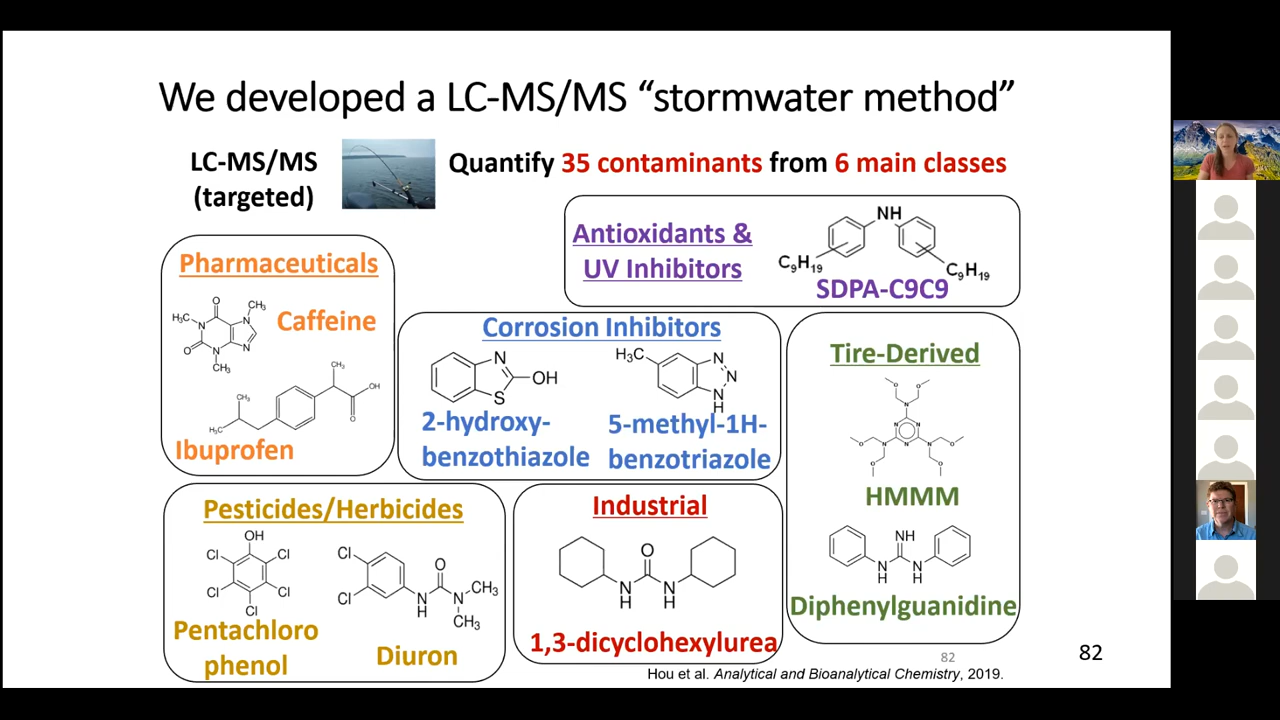 We developed a LC-MS/MS “stormwater method”
LC-MS/MS
(targeted)
Quantify 35 contaminants from 6 main classes
Antioxidants &
UV Inhibitors
NH
C9H19
C9H19
SDPA-C9C9
Pharmaceuticals
O
CH3
H3C
N
N
O
N
N
CH3
Caffeine
CH3
OH
O
H3C
CH3
Ibuprofen
Corrosion Inhibitors
N
OH
S
2-hydroxy-
benzothiazole
H3C
N
N
N
H
5-methyl-1H-
benzotriazole
Tire-Derived
O
O
N
N
N
N
O
N
N
O
O
O
HMMM
NH
N
H
N
H
Diphenylguanidine
Pesticides/Herbicides
OH
Cl
Cl
Cl
Cl
Cl
Pentachloro
phenol
Cl
O
Cl
N
H
N
CH3
CH3
Diuron
Industrial
O
N
H
N
H
1,3-dicyclohexylurea
82
82
Hou et al. Analytical and Bioanalytical Chemistry, 2019.